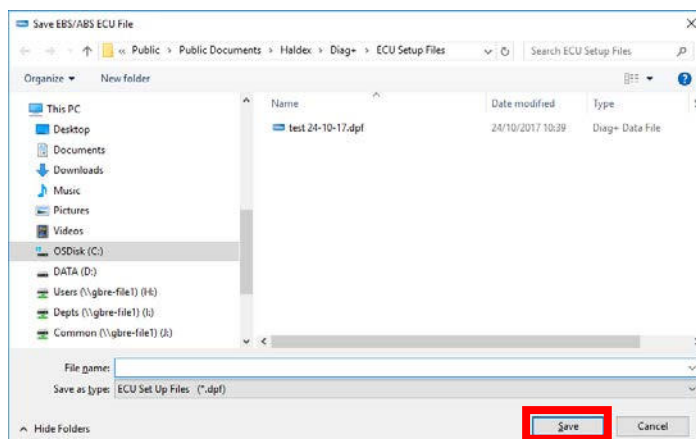 Save EBS/ABS ECU File
« Public > Public Documents > Haldex > Diag+ > ECU Setup Files
Search ECU Setup Files
Organize
New folder
Name
Date modified
Type
test 24-10-17.dpf
24/10/2017 10:39
Diag+ Data File
This PC
Desktop
Documents
Downloads
Music
Pictures
Videos
OSDisk (C:)
DATA (D:)
Users (\\gbre-file1) (H:)
Depts (\\gbre-file1) (I:)
Common (\\gbre-file1) (J:)
File name:
Save as type: ECU Set Up Files (*.dpf)
Hide Folders
Save
Cancel